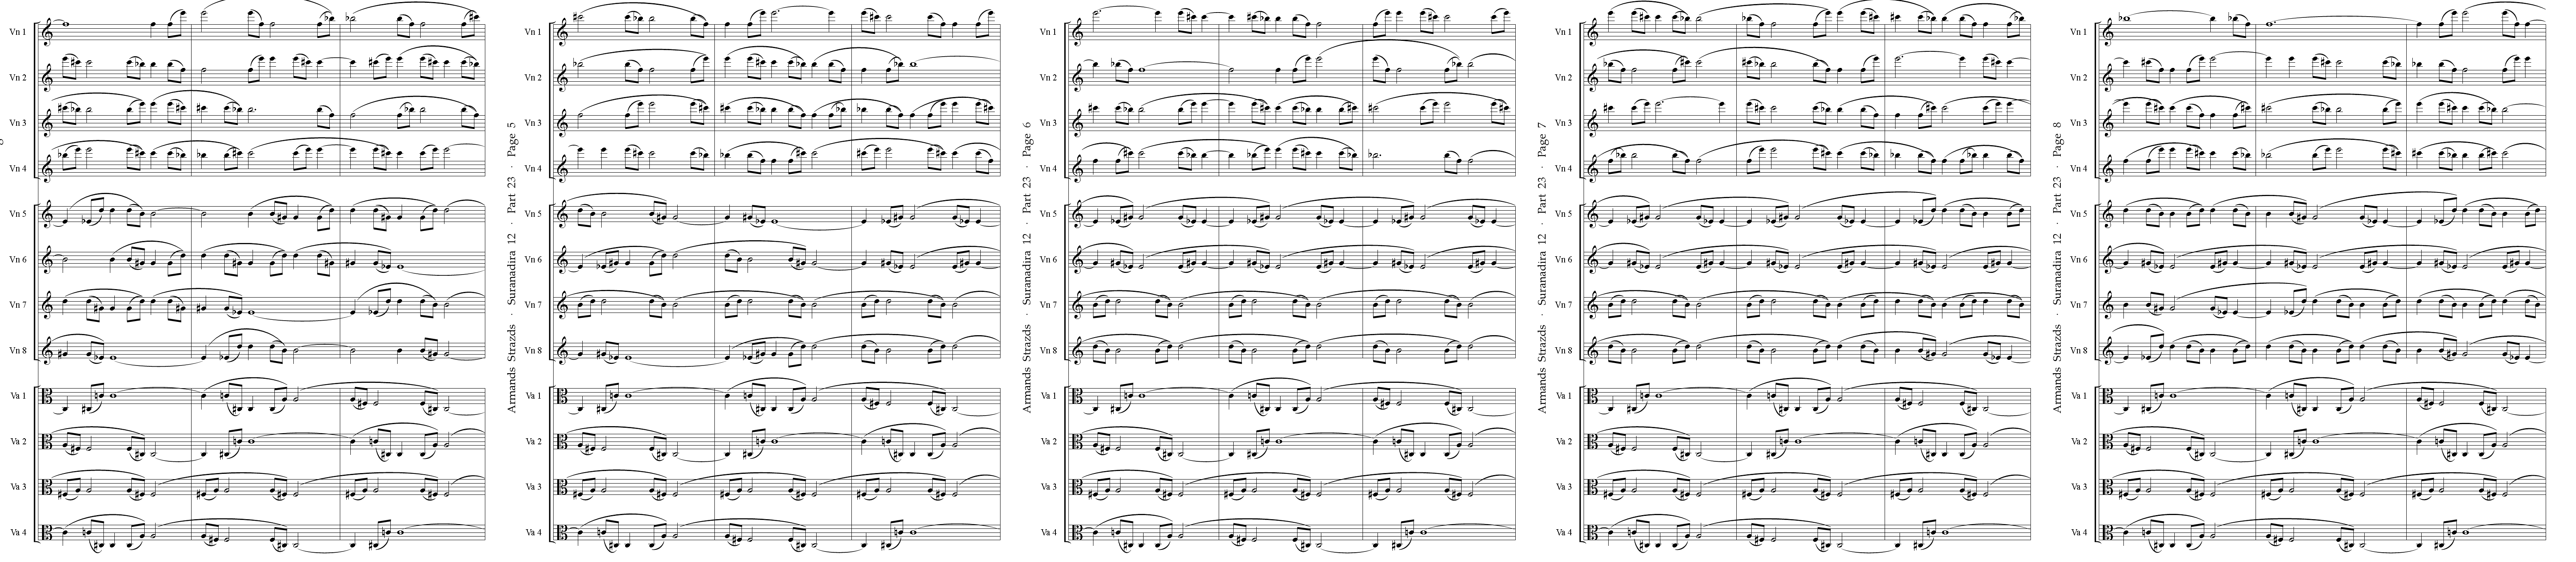 Vn 1
Vn 2
Vn 3
Vn 4
Vn 5
Vn 6
Vn 7
Vn 8
Va 1
Va 2
Va 3
Va 4
Armands Strazds · Suranadira 12 · Part 23 · Page 5
Vn 1
Vn 2
Vn 3
Vn 4
Vn 5
Vn 6
Vn 7
Vn 8
Va 1
Va 2
Va 3
Va 4
Armands Strazds · Suranadira 12 · Part 23 · Page 6
Vn 1
Vn 2
Vn 3
Vn 4
Vn 5
Vn 6
Vn 7
Vn 8
Va 1
Va 2
Va 3
Va 4
Armands Strazds · Suranadira 12 · Part 23 · Page 7
Vn 1
Vn 2
Vn 3
Vn 4
Vn 5
Vn 6
Vn 7
Vn 8
Va 1
Va 2
Va 3
Va 4
Armands Strazds · Suranadira 12 · Part 23 · Page 8
Vn 1
Vn 2
Vn 3
Vn 4
Vn 5
Vn 6
Vn 7
Vn 8
Va 1
Va 2
Va 3
Va 4